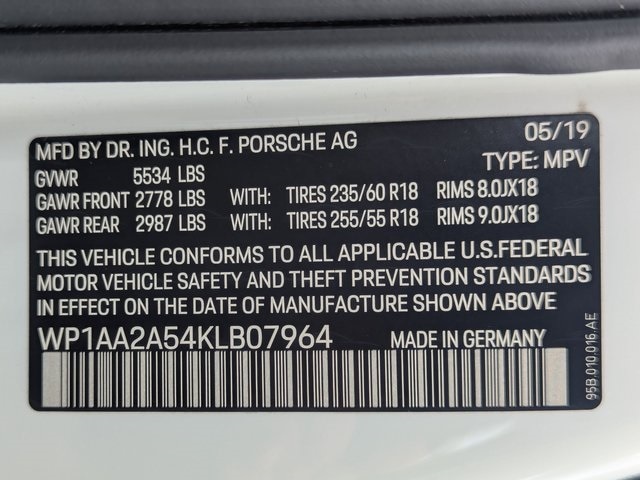 MFD BY DR. ING. H.C. F. PORSCHE AG 05/19
GVWR 5534 LBS TYPE: MPV
GAWR FRONT 2778 LBS WITH: TIRES 235/60 R18 RIMS 8.0JX18
GAWR REAR 2987 LBS WITH: TIRES 255/55 R18 RIMS 9.0JX18
THIS VEHICLE CONFORMS TO ALL APPLICABLE U.S.FEDERAL
MOTOR VEHICLE SAFETY AND THEFT PREVENTION STANDARDS
IN EFFECT ON THE DATE OF MANUFACTURE SHOWN ABOVE
WP1AA2A54KLB07964 MADE IN GERMANY
95B.010.016.AE